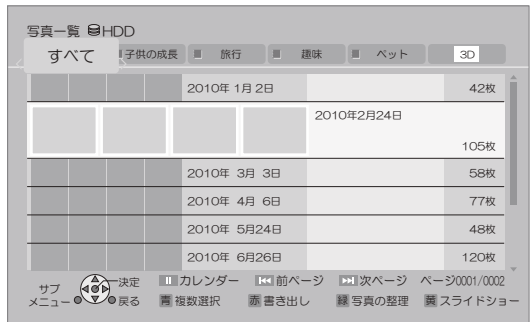 写真一覧 HDD
すべて 子供の成長 旅行 趣味 ペット 3D
2010年 1月 2日 42枚
2010年2月24日
105枚
2010年 3月 3日 58枚
2010年 4月 6日 77枚
2010年 5月24日 48枚
2010年 6月26日 120枚
サブメニュー 決定 戻る
カレンダー 前ページ 次ページ ページ0001/0002
青 複数選択 赤 書き出し 緑 写真の整理 黄 スライドショー